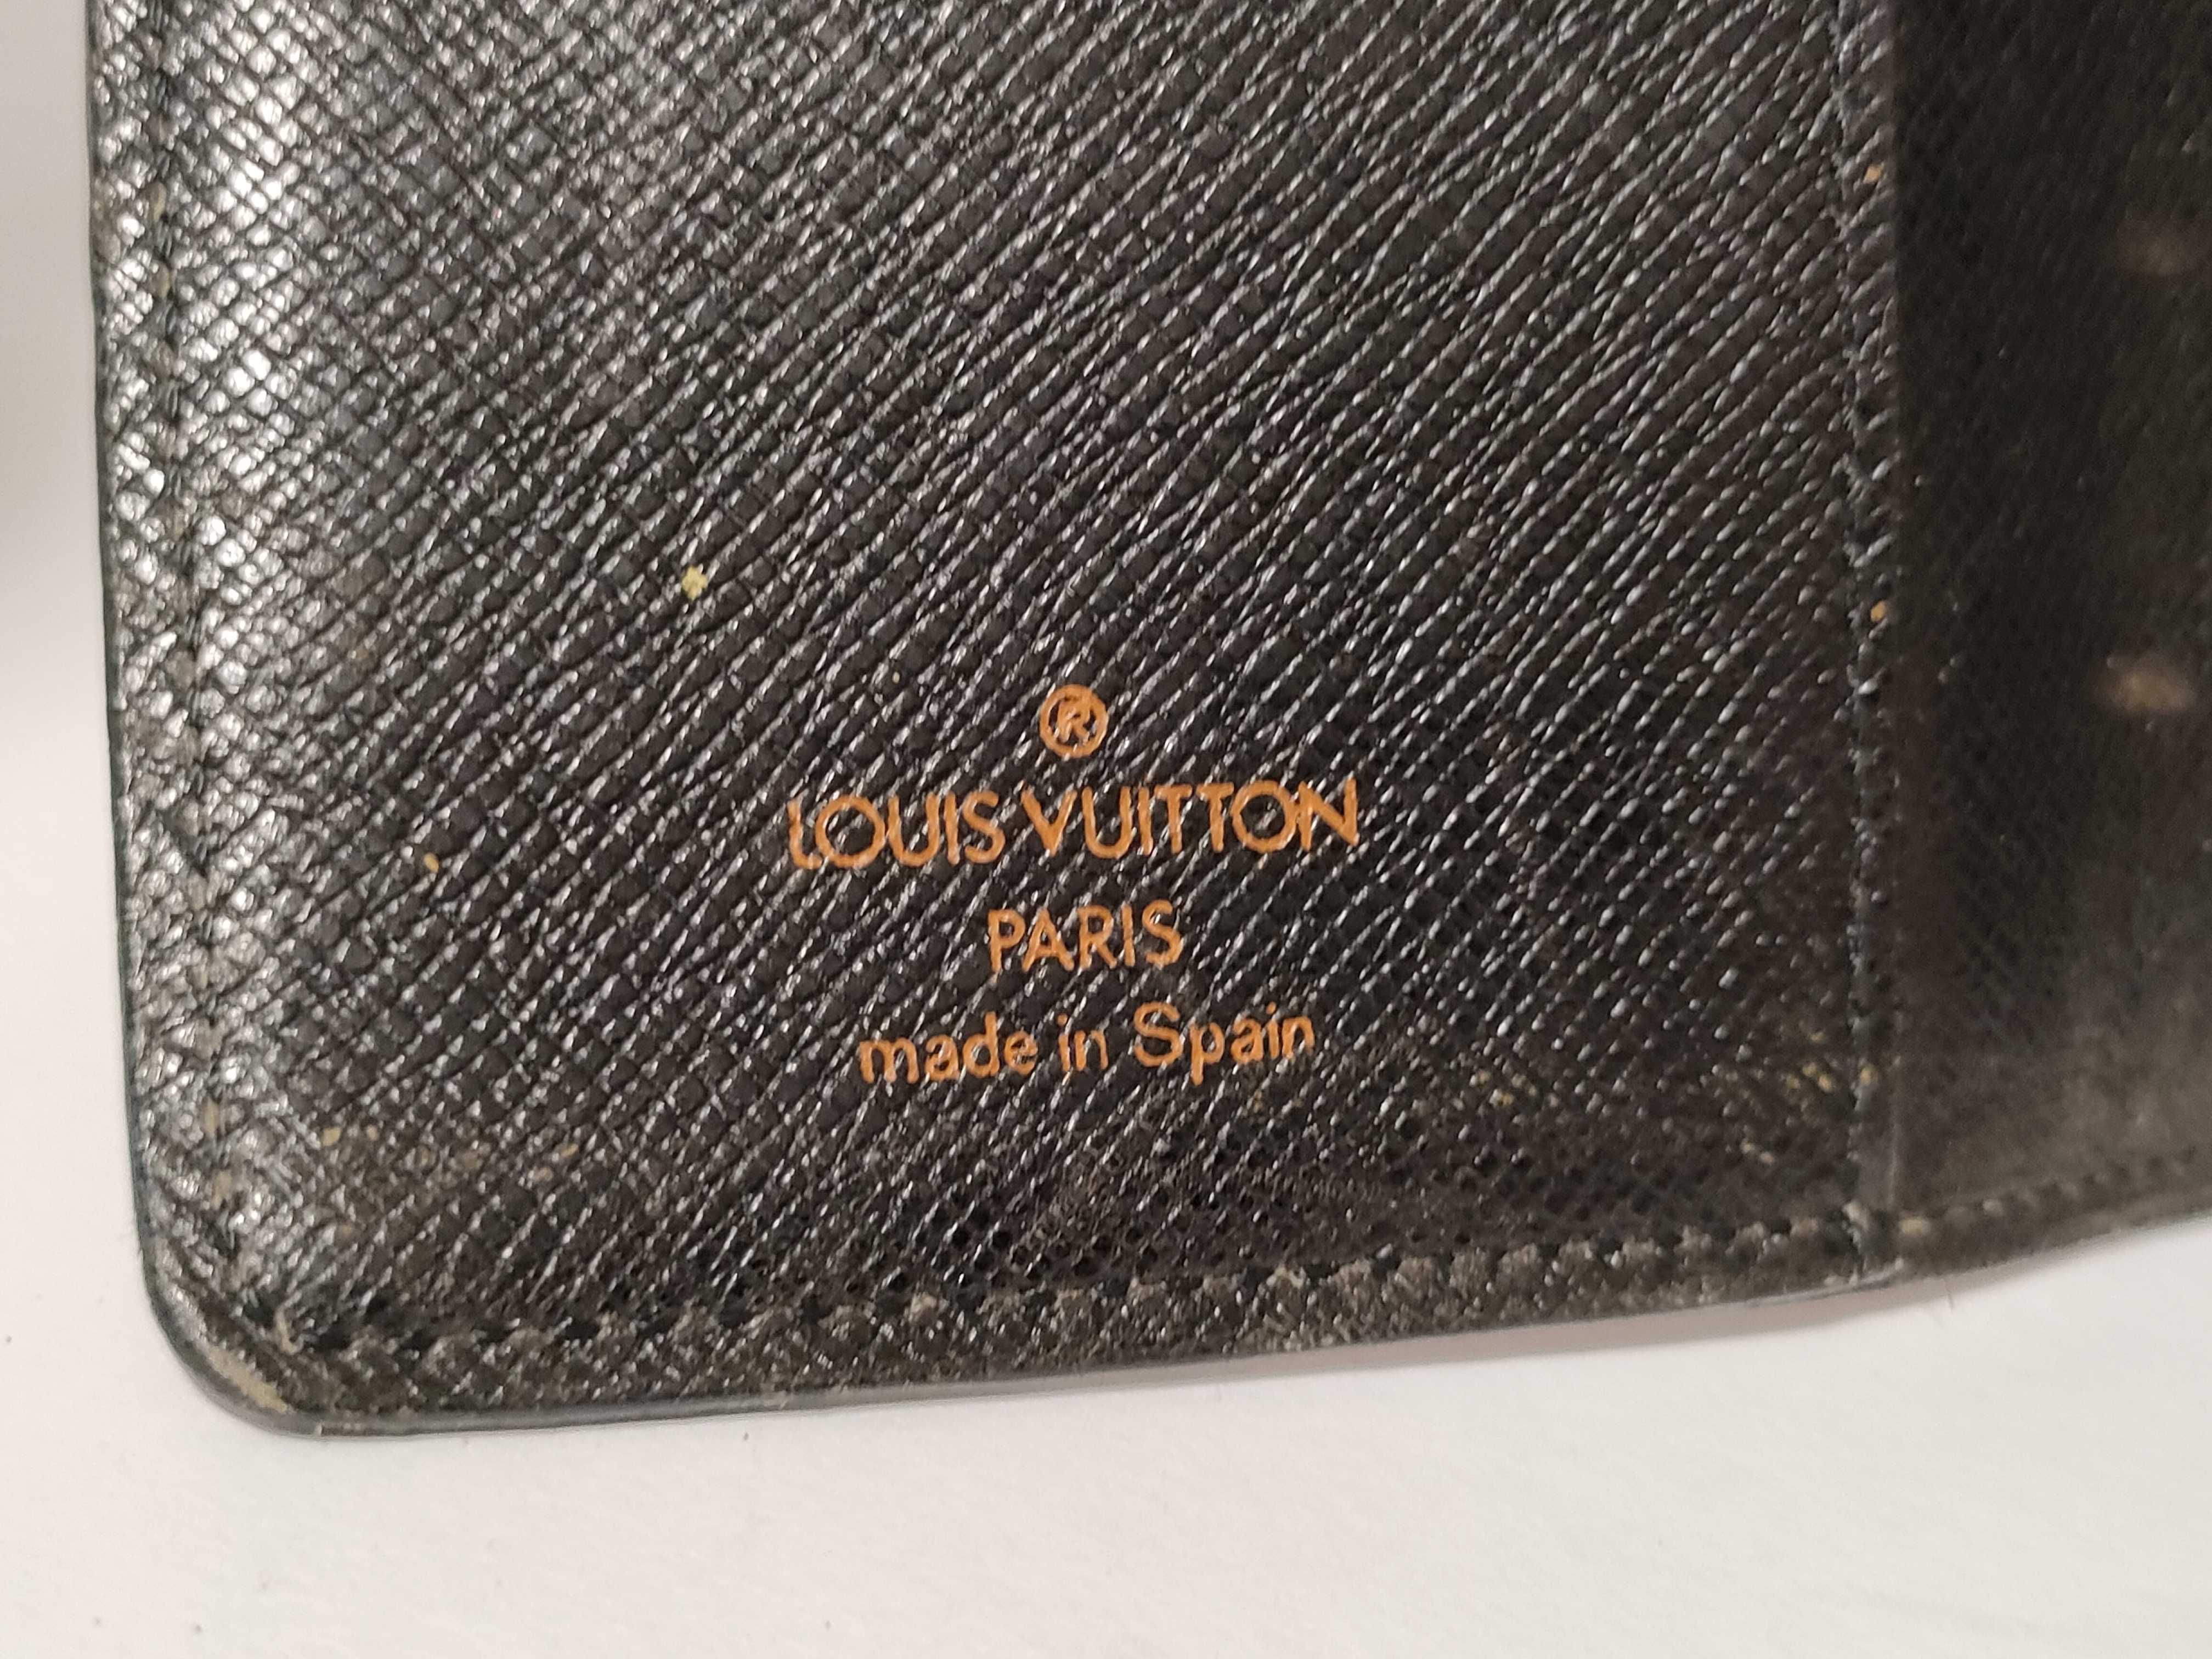 ®
LOUIS VUITTON
PARIS
made in Spain